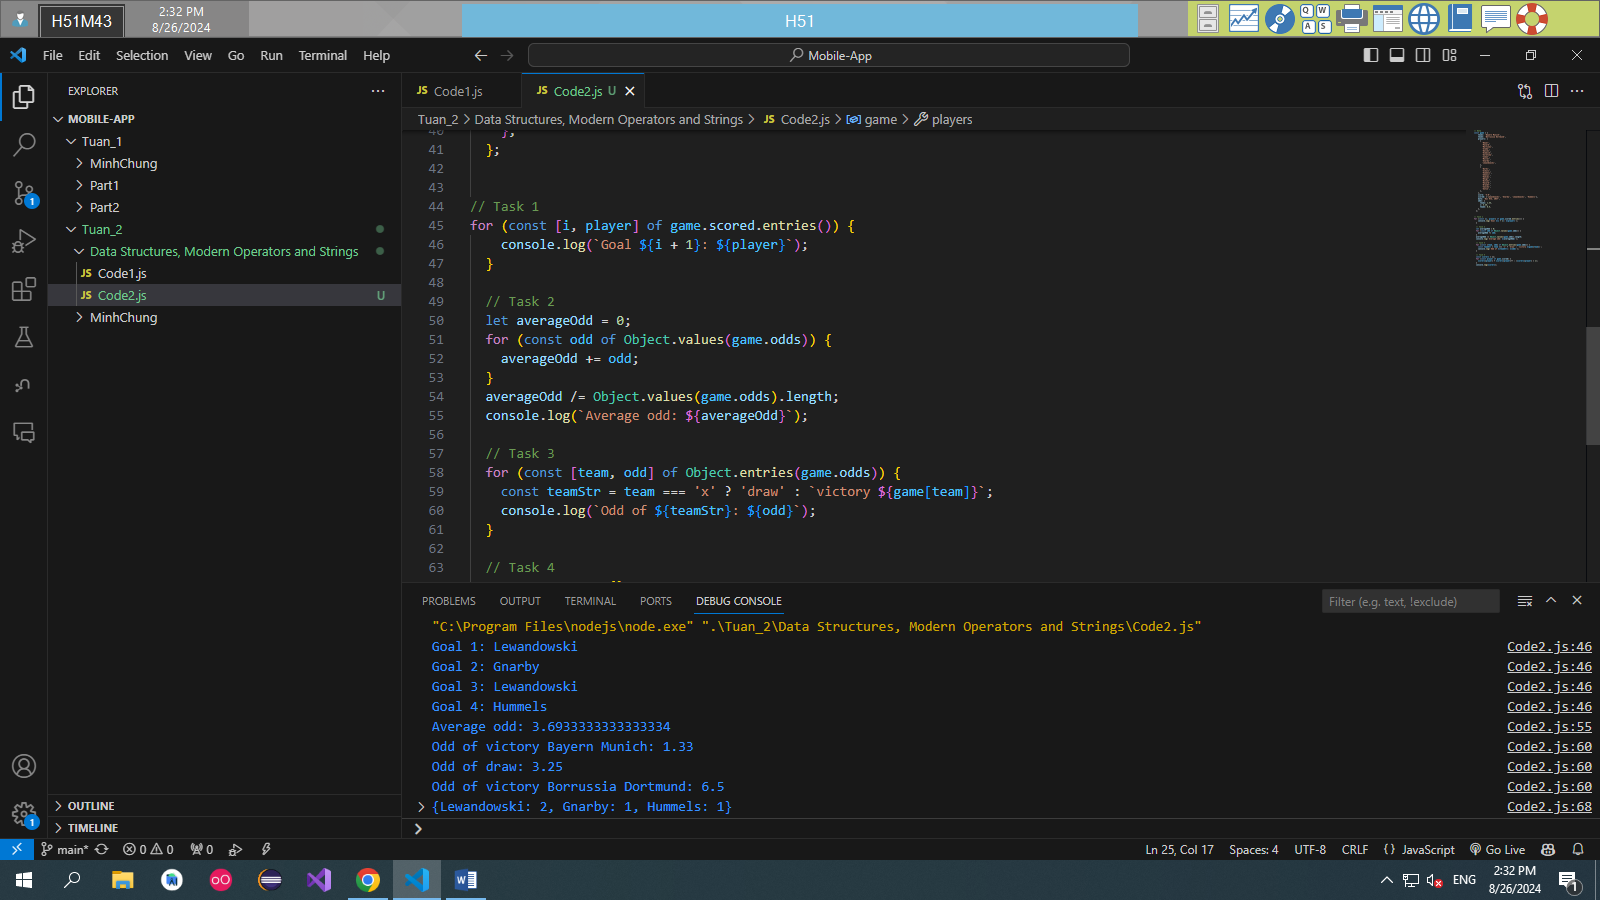 H51M43
2:32 PM
8/26/2024
H51
Q W
A S
File Edit Selection View Go Run Terminal Help
Mobile-App
EXPLORER
MOBILE-APP
Tuan_1
MinhChung
Part1
Part2
Tuan_2
Data Structures, Modern Operators and Strings
JS Code1.js
JS Code2.js U
MinhChung
OUTLINE
TIMELINE
JS Code1.js
JS Code2.js U
Tuan_2 > Data Structures, Modern Operators and Strings > JS Code2.js > game > players
40 },
41 };
42
43
44 // Task 1
45 for (const [i, player] of game.scored.entries()) {
46 console.log(`Goal ${i + 1}: ${player}`);
47 }
48
49 // Task 2
50 let averageOdd = 0;
51 for (const odd of Object.values(game.odds)) {
52 averageOdd += odd;
53 }
54 averageOdd /= Object.values(game.odds).length;
55 console.log(`Average odd: ${averageOdd}`);
56
57 // Task 3
58 for (const [team, odd] of Object.entries(game.odds)) {
59 const teamStr = team === 'x' ? 'draw' : `victory ${game[team]}`;
60 console.log(`Odd of ${teamStr}: ${odd}`);
61 }
62
63 // Task 4
PROBLEMS OUTPUT TERMINAL PORTS DEBUG CONSOLE
Filter (e.g. text, !exclude)
"C:\Program Files\nodejs\node.exe" ".\Tuan_2\Data Structures, Modern Operators and Strings\Code2.js"
Goal 1: Lewandowski Code2.js:46
Goal 2: Gnarby Code2.js:46
Goal 3: Lewandowski Code2.js:46
Goal 4: Hummels Code2.js:46
Average odd: 3.6933333333333334 Code2.js:55
Odd of victory Bayern Munich: 1.33 Code2.js:60
Odd of draw: 3.25 Code2.js:60
Odd of victory Borrussia Dortmund: 6.5 Code2.js:60
> {Lewandowski: 2, Gnarby: 1, Hummels: 1} Code2.js:68
main* 0 0 0 Ln 25, Col 17 Spaces: 4 UTF-8 CRLF {} JavaScript Go Live
ENG
2:32 PM
8/26/2024
1